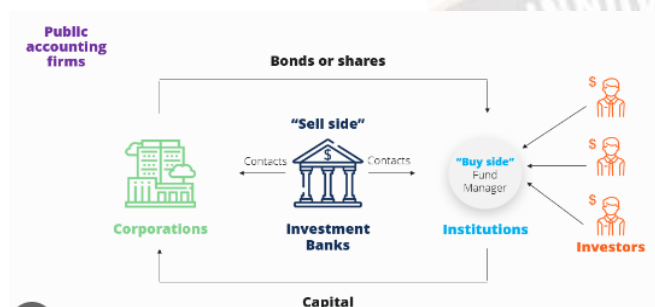 Public
accounting
firms
Bonds or shares
“Sell side”
$
Contacts
Contacts
$
$
$
“Buy side”
Fund
Manager
Corporations
Investment
Banks
Institutions
Investors
Capital